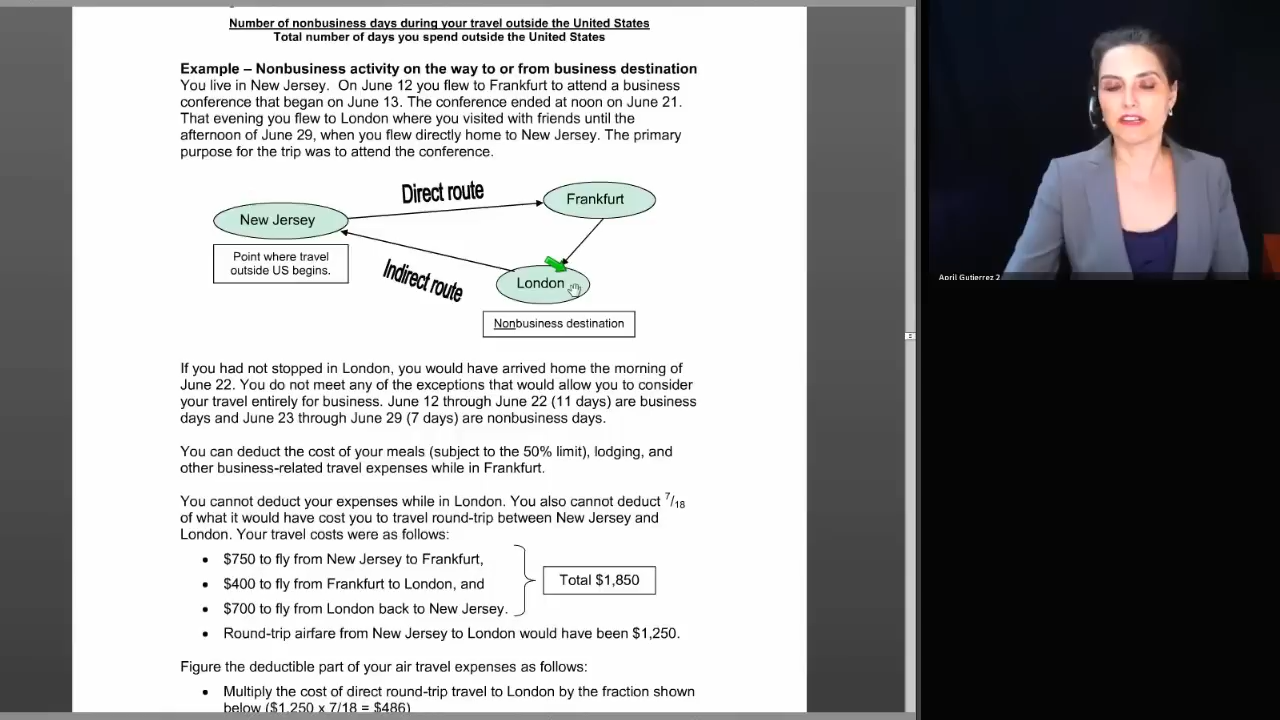 Number of nonbusiness days during your travel outside the United States
Total number of days you spend outside the United States
Example – Nonbusiness activity on the way to or from business destination
You live in New Jersey.  On June 12 you flew to Frankfurt to attend a business
conference that began on June 13. The conference ended at noon on June 21.
That evening you flew to London where you visited with friends until the
afternoon of June 29, when you flew directly home to New Jersey. The primary
purpose for the trip was to attend the conference.
Direct route
Frankfurt
New Jersey
Point where travel
outside US begins.
Indirect route
London
Nonbusiness destination
If you had not stopped in London, you would have arrived home the morning of
June 22. You do not meet any of the exceptions that would allow you to consider
your travel entirely for business. June 12 through June 22 (11 days) are business
days and June 23 through June 29 (7 days) are nonbusiness days.
You can deduct the cost of your meals (subject to the 50% limit), lodging, and
other business-related travel expenses while in Frankfurt.
You cannot deduct your expenses while in London. You also cannot deduct 7/18
of what it would have cost you to travel round-trip between New Jersey and
London. Your travel costs were as follows:
• $750 to fly from New Jersey to Frankfurt,
• $400 to fly from Frankfurt to London, and
• $700 to fly from London back to New Jersey.
Total $1,850
• Round-trip airfare from New Jersey to London would have been $1,250.
Figure the deductible part of your air travel expenses as follows:
• Multiply the cost of direct round-trip travel to London by the fraction shown
below ($1,250 x 7/18 = $486)
April Gutierrez 2